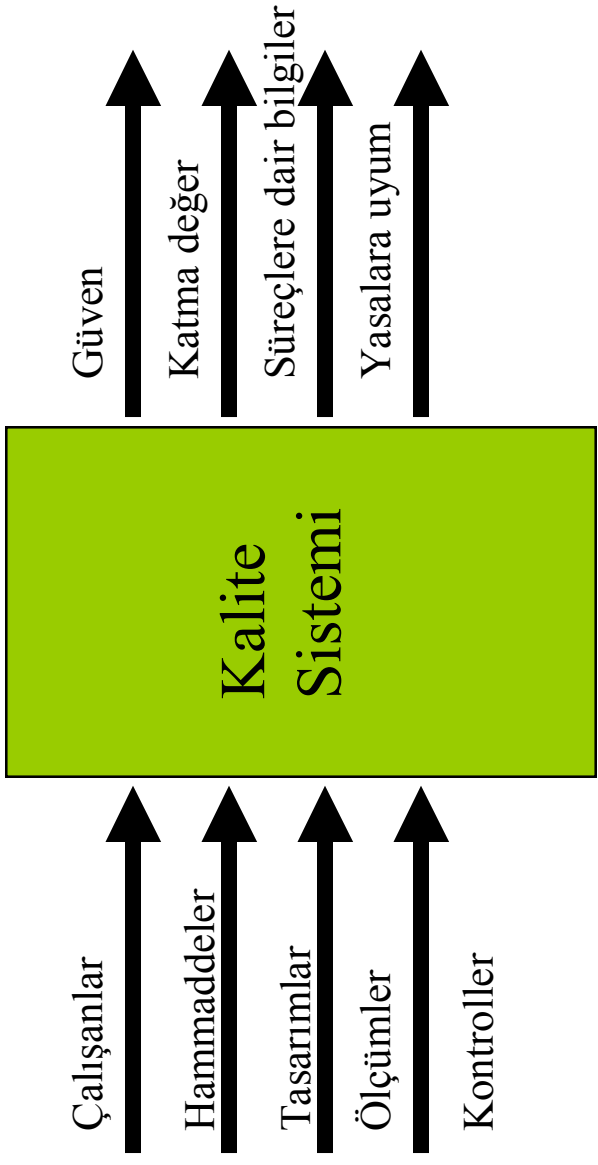 Çalışanlar
Hammaddeler
Tasarımlar
Ölçümler
Kontroller
Kalite
Sistemi
Güven
Katma değer
Süreçlere dair bilgiler
Yasalara uyum